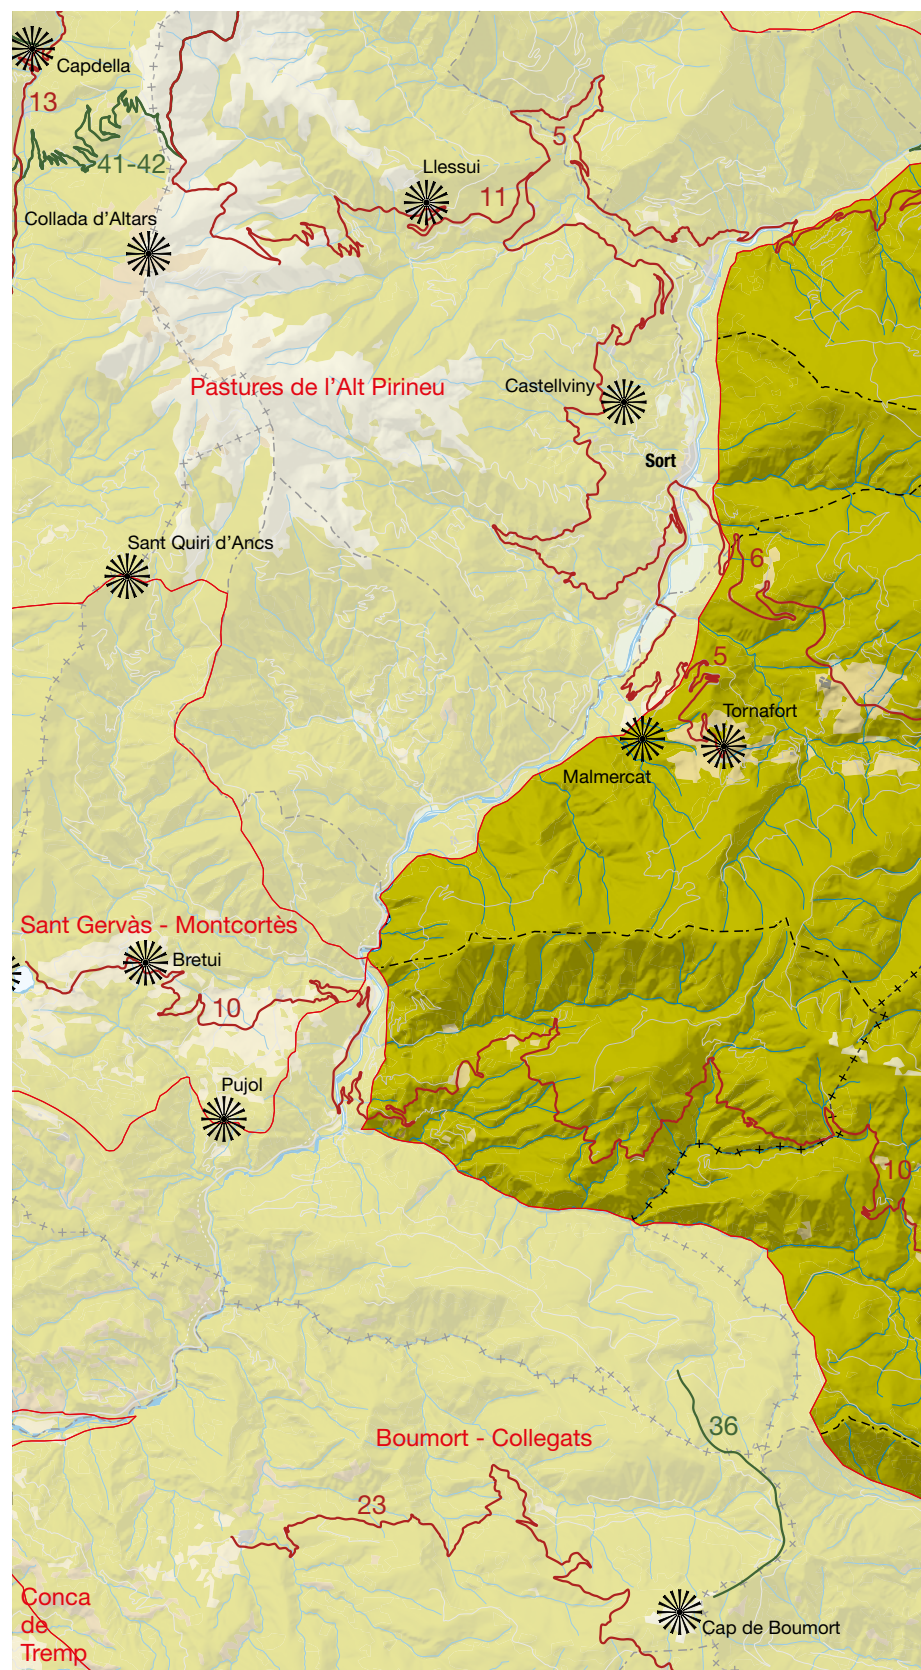 Capdella
13
41-42
5
Llessui
11
Collada d'Altars
Pastures de l'Alt Pirineu
Castellviny
Sort
Sant Quiri d'Ancs
6
5
Tornafort
Malmercat
Sant Gervàs - Montcortès
Bretui
10
Pujol
10
36
Boumort - Collegats
23
Conca
de
Tremp
Cap de Boumort